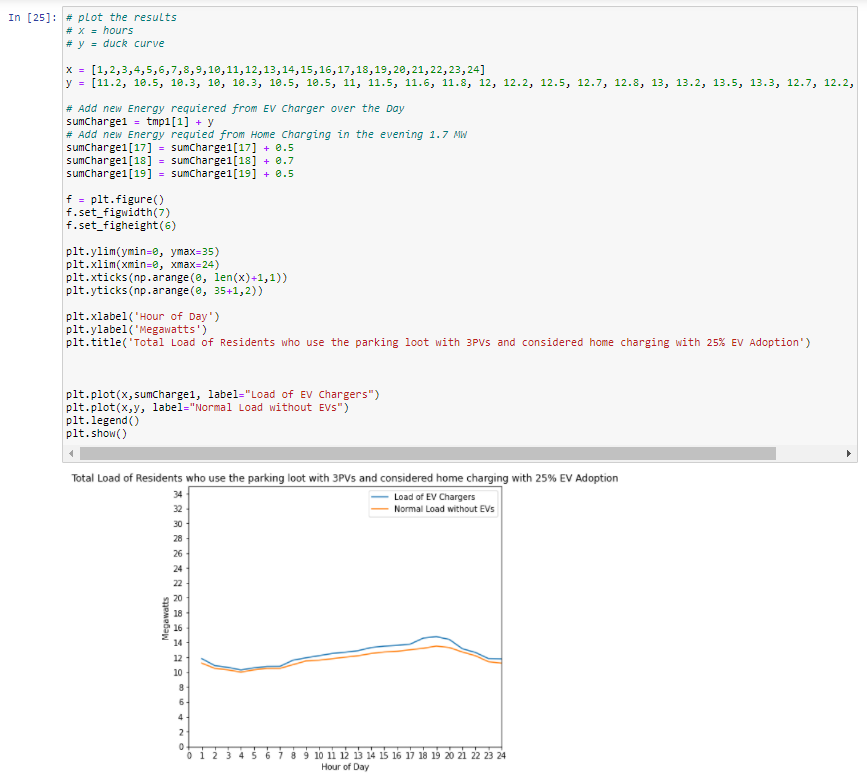 In [25]: # plot the results
# x = hours
# y = duck curve
x = [1,2,3,4,5,6,7,8,9,10,11,12,13,14,15,16,17,18,19,20,21,22,23,24]
y = [11.2, 10.5, 10.3, 10, 10.3, 10.5, 10.5, 11, 11.5, 11.6, 11.8, 12, 12.2, 12.5, 12.7, 12.8, 13, 13.2, 13.5, 13.3, 12.7, 12.2,
# Add new Energy requiered from EV Charger over the Day
sumCharge1 = tmp1[1] + y
# Add new Energy requied from Home Charging in the evening 1.7 MW
sumCharge1[17] = sumCharge1[17] + 0.5
sumCharge1[18] = sumCharge1[18] + 0.7
sumCharge1[19] = sumCharge1[19] + 0.5
f = plt.figure()
f.set_figwidth(7)
f.set_figheight(6)
plt.ylim(ymin=0, ymax=35)
plt.xlim(xmin=0, xmax=24)
plt.xticks(np.arange(0, len(x)+1,1))
plt.yticks(np.arange(0, 35+1,2))
plt.xlabel('Hour of Day')
plt.ylabel('Megawatts')
plt.title('Total Load of Residents who use the parking loot with 3PVs and considered home charging with 25% EV Adoption')
plt.plot(x,sumCharge1, label="Load of EV Chargers")
plt.plot(x,y, label="Normal Load without EVs")
plt.legend()
plt.show()
Total Load of Residents who use the parking loot with 3PVs and considered home charging with 25% EV Adoption
Load of EV Chargers
Normal Load without EVs
34
32
30
28
26
24
22
20
18
16
14
12
10
8
6
4
2
0
Megawatts
0 1 2 3 4 5 6 7 8 9 10 11 12 13 14 15 16 17 18 19 20 21 22 23 24
Hour of Day